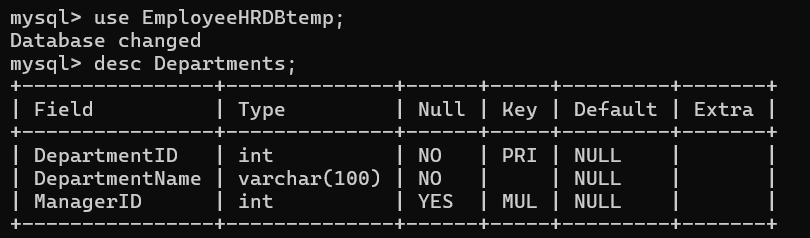 mysql> use EmployeeHRDBtemp;
Database changed
mysql> desc Departments;
+----------------+--------------+------+-----+---------+-------+
| Field          | Type         | Null | Key | Default | Extra |
+----------------+--------------+------+-----+---------+-------+
| DepartmentID   | int          | NO   | PRI | NULL    |       |
| DepartmentName | varchar(100) | NO   |     | NULL    |       |
| ManagerID      | int          | YES  | MUL | NULL    |       |
+----------------+--------------+------+-----+---------+-------+